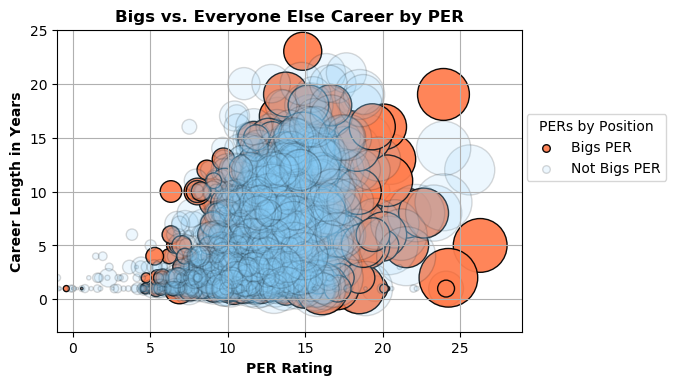 Bigs vs. Everyone Else Career by PER
Career Length in Years
25
20
15
10
5
0
0 5 10 15 20 25
PER Rating
PERs by Position
Bigs PER
Not Bigs PER